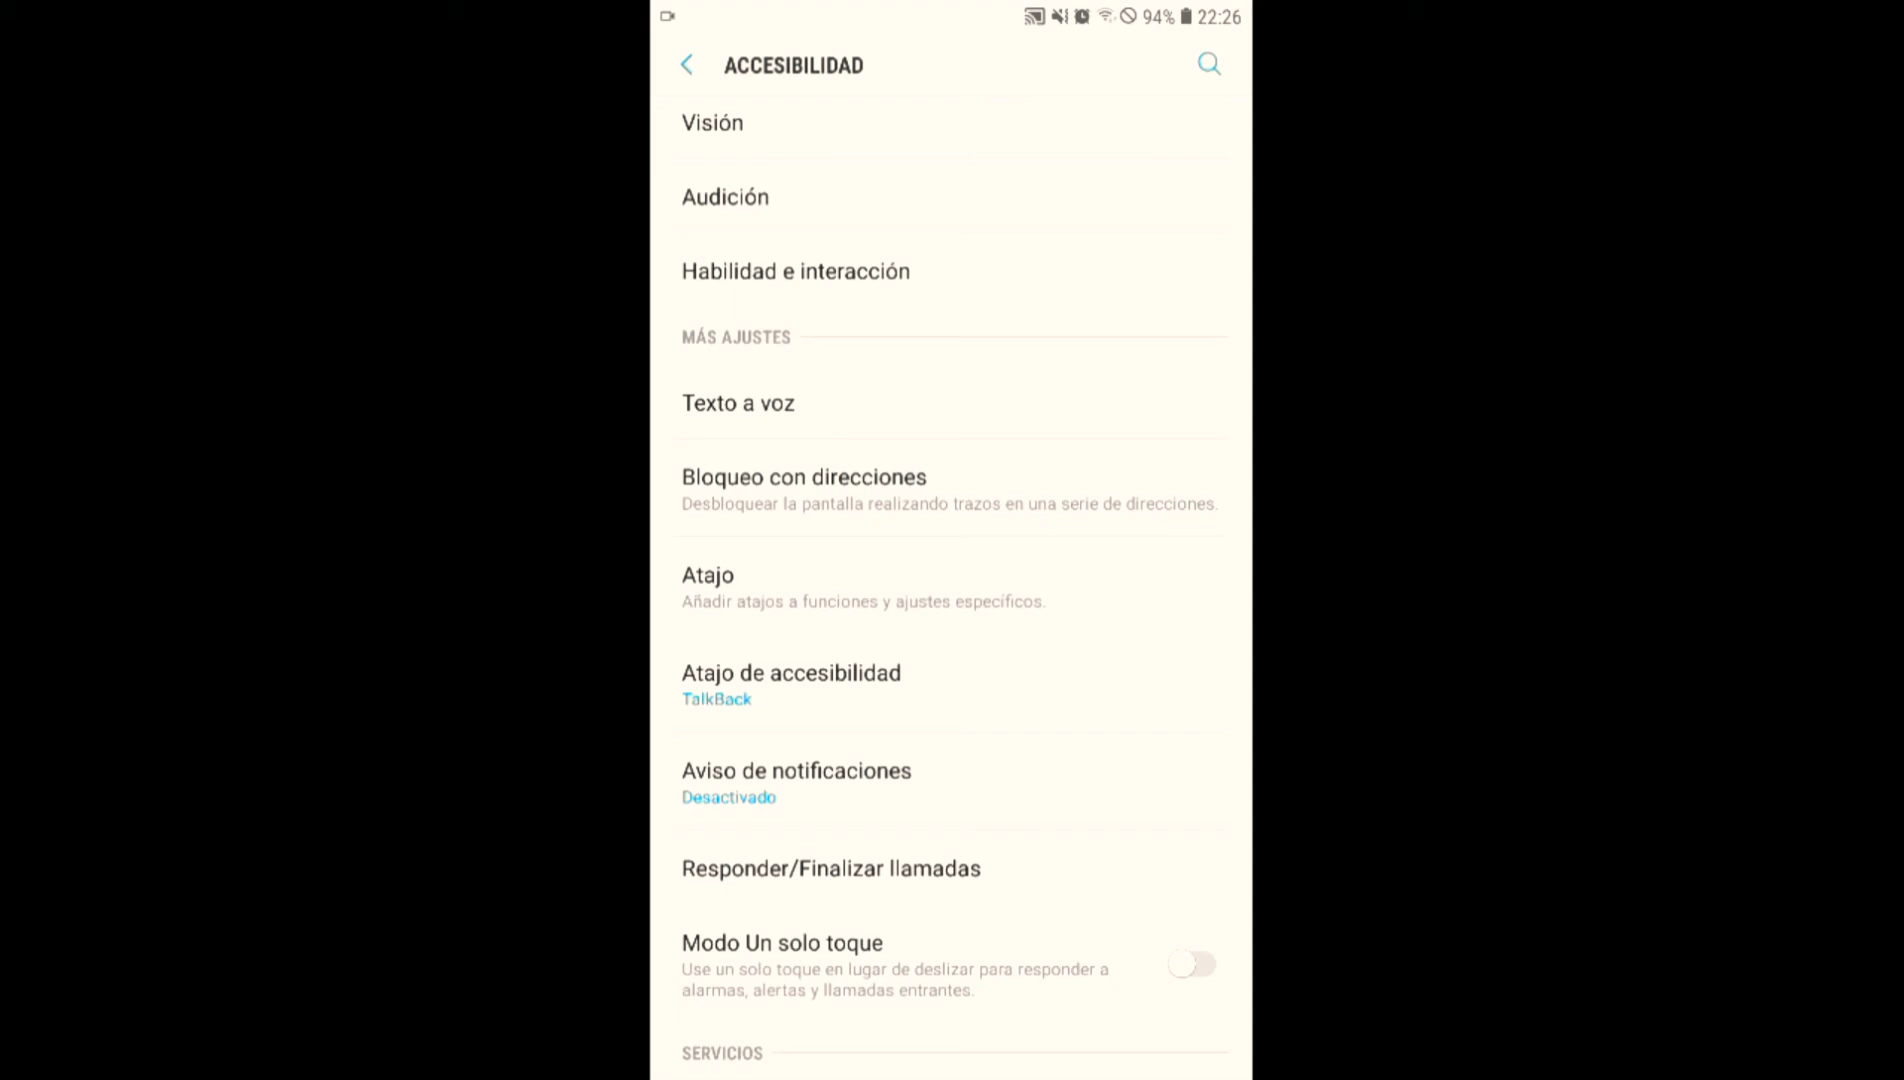 94% 22:26
ACCESIBILIDAD
Visión
Audición
Habilidad e interacción
MÁS AJUSTES
Texto a voz
Bloqueo con direcciones
Desbloquear la pantalla realizando trazos en una serie de direcciones.
Atajo
Añadir atajos a funciones y ajustes específicos.
Atajo de accesibilidad
TalkBack
Aviso de notificaciones
Desactivado
Responder/Finalizar llamadas
Modo Un solo toque
Use un solo toque en lugar de deslizar para responder a
alarmas, alertas y llamadas entrantes.
SERVICIOS